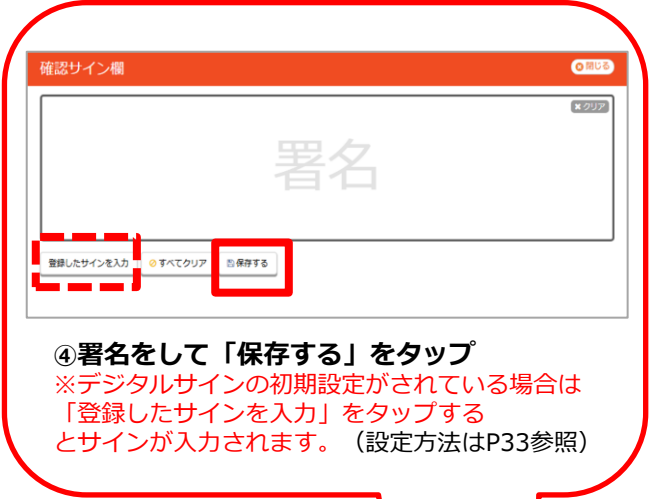 確認サイン欄
閉じる
クリア
署名
登録したサインを入力 すべてクリア 保存する
④署名をして「保存する」をタップ
※デジタルサインの初期設定がされている場合は
「登録したサインを入力」をタップする
とサインが入力されます。（設定方法はP33参照）